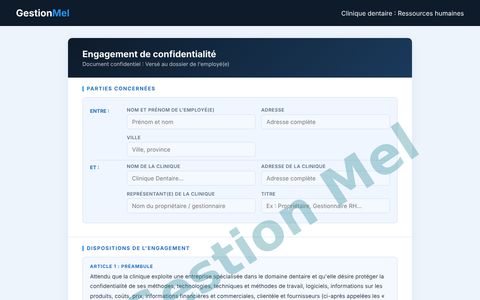 GestionMel
Clinique dentaire : Ressources humaines
Engagement de confidentialité
Document confidentiel : Versé au dossier de l'employé(e)
PARTIES CONCERNÉES
ENTRE :
NOM ET PRÉNOM DE L'EMPLOYÉ(E)
ADRESSE
Prénom et nom
Adresse complète
VILLE
Ville, province
ET :
NOM DE LA CLINIQUE
ADRESSE DE LA CLINIQUE
Clinique Dentaire...
Adresse complète
REPRÉSENTANT(E) DE LA CLINIQUE
TITRE
Nom du propriétaire / gestionnaire
Ex : Propriétaire, Gestionnaire RH...
Gestion Mel
DISPOSITIONS DE L'ENGAGEMENT
ARTICLE 1 : PRÉAMBULE
Attendu que la clinique exploite une entreprise spécialisée dans le domaine dentaire et qu'elle désire protéger la
confidentialité de ses méthodes, technologies, techniques et méthodes de travail, logiciels, informations sur les
produits, coûts, prix, informations financières et commerciales, clientèle et fournisseurs (ci-après appelées les «